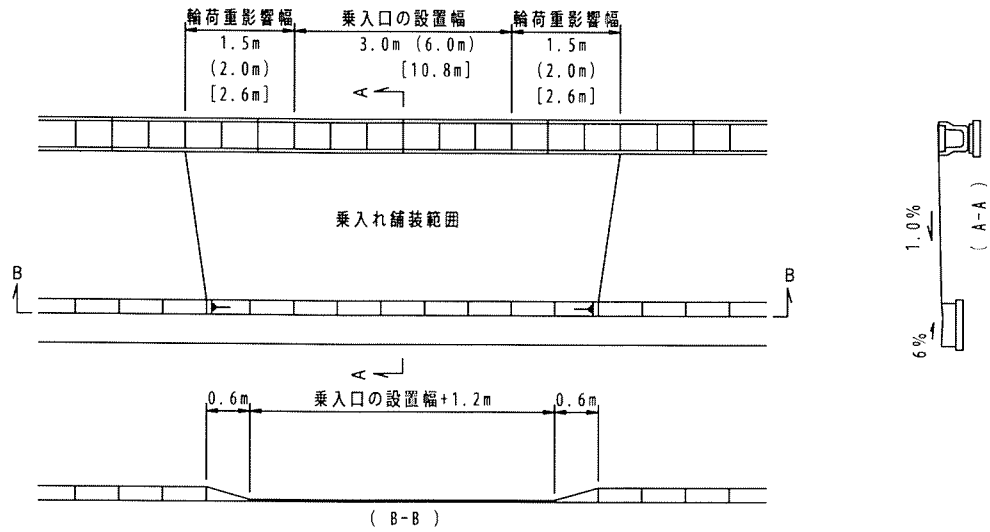 輪荷重影響幅
1.5m
(2.0m)
[2.6m]
乗入口の設置幅
3.0m (6.0m)
[10.8m]
輪荷重影響幅
1.5m
(2.0m)
[2.6m]
A
乗入れ舗装範囲
1.0%
( A-A )
B
B
6%
A
0.6m
乗入口の設置幅+1.2m
0.6m
( B-B )